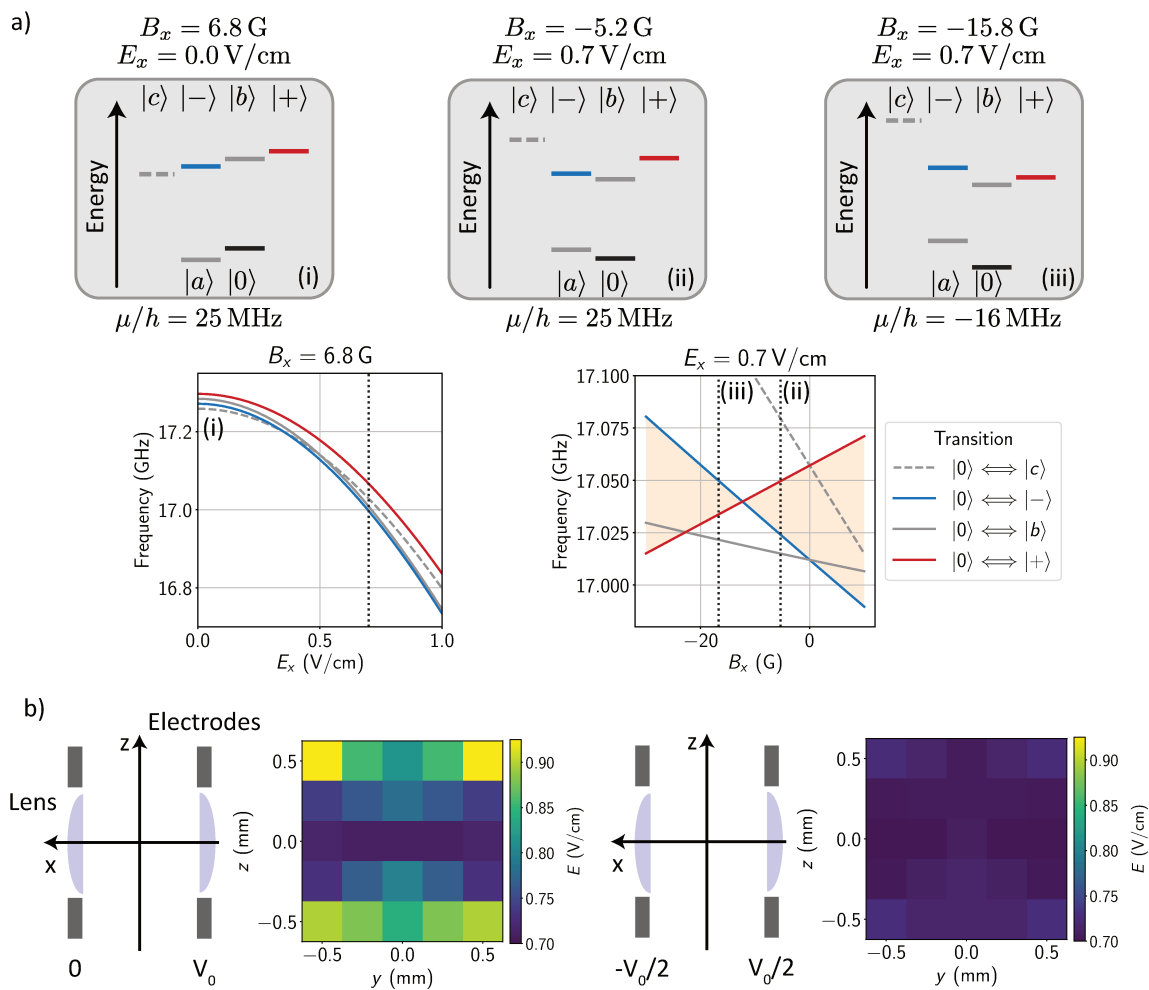 a)
B_x = 6.8 G
E_x = 0.0 V/cm
B_x = −5.2 G
E_x = 0.7 V/cm
B_x = −15.8 G
E_x = 0.7 V/cm
|c⟩ |−⟩ |b⟩ |+⟩
Energy
|a⟩ |0⟩
(i)
μ/h = 25 MHz
|c⟩ |−⟩ |b⟩ |+⟩
Energy
|a⟩ |0⟩
(ii)
μ/h = 25 MHz
|c⟩ |−⟩ |b⟩ |+⟩
Energy
|a⟩ |0⟩
(iii)
μ/h = −16 MHz
B_x = 6.8 G
Frequency (GHz)
17.2
17.0
16.8
(i)
0.0 0.5 1.0
E_x (V/cm)
E_x = 0.7 V/cm
Frequency (GHz)
17.100
17.075
17.050
17.025
17.000
(iii) (ii)
−20 0
B_x (G)
Transition
|0⟩ ⟺ |c⟩
|0⟩ ⟺ |−⟩
|0⟩ ⟺ |b⟩
|0⟩ ⟺ |+⟩
b)
Electrodes
z
Lens
x
0 V_0
z (mm)
0.5
0.0
−0.5
−0.5 0.0 0.5
y (mm)
0.90
0.85
0.80
0.75
0.70
E (V/cm)
z
x
-V_0/2 V_0/2
z (mm)
0.5
0.0
−0.5
−0.5 0.0 0.5
y (mm)
0.90
0.85
0.80
0.75
0.70
E (V/cm)